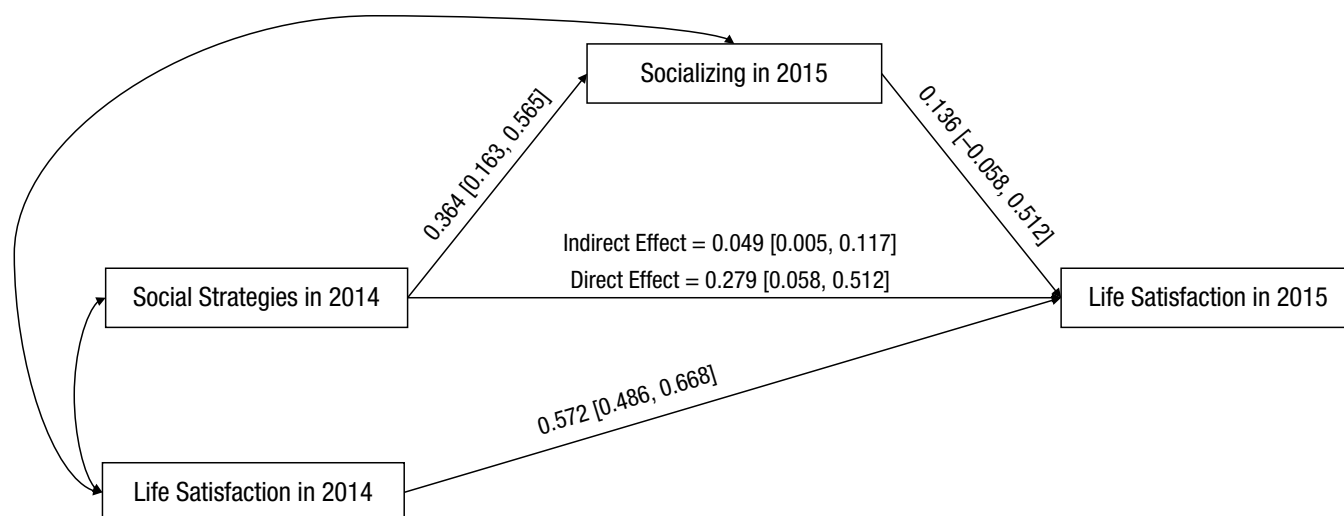 Socializing in 2015
0.364 [0.163, 0.565]
0.136 [–0.058, 0.512]
Indirect Effect = 0.049 [0.005, 0.117]
Direct Effect = 0.279 [0.058, 0.512]
Social Strategies in 2014
Life Satisfaction in 2015
0.572 [0.486, 0.668]
Life Satisfaction in 2014